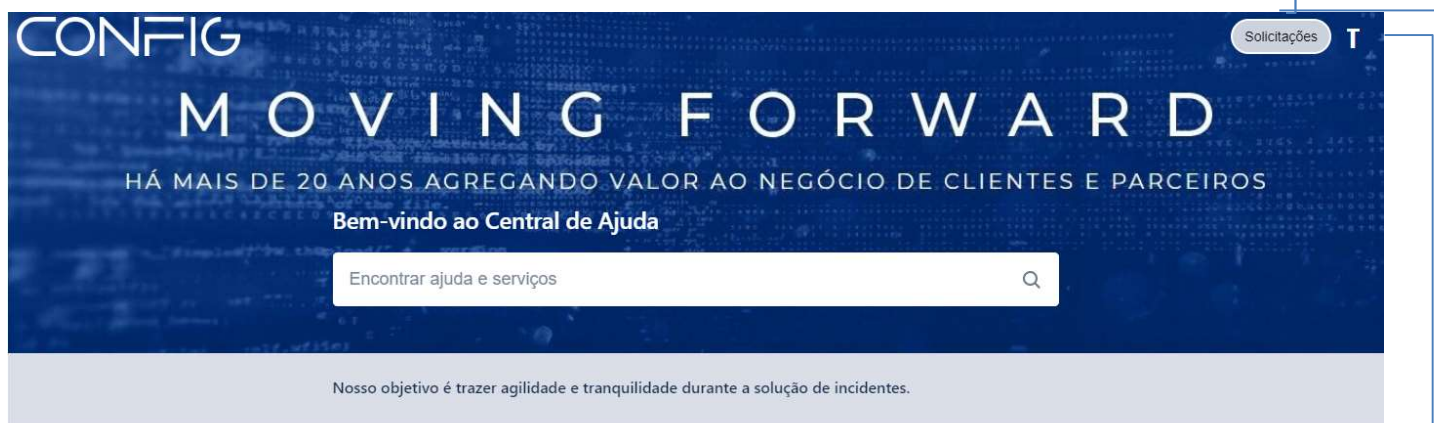 CONFIG
Solicitações T
MOVING FORWARD
HÁ MAIS DE 20 ANOS AGREGANDO VALOR AO NEGÓCIO DE CLIENTES E PARCEIROS
Bem-vindo ao Central de Ajuda
Encontrar ajuda e serviços
Nosso objetivo é trazer agilidade e tranquilidade durante a solução de incidentes.